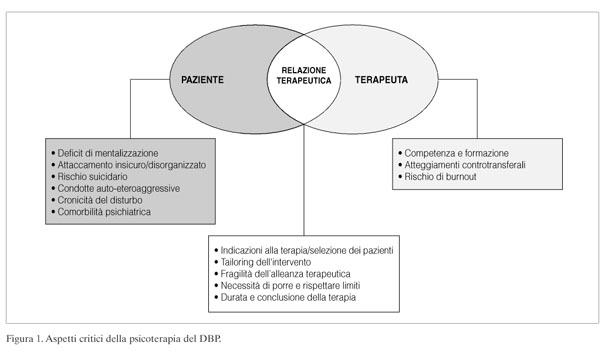 PAZIENTE
RELAZIONE
TERAPEUTICA
TERAPEUTA
• Deficit di mentalizzazione
• Attaccamento insicuro/disorganizzato
• Rischio suicidario
• Condotte auto-eteroaggressive
• Cronicità del disturbo
• Comorbilità psichiatrica
• Competenza e formazione
• Atteggiamenti controtransferali
• Rischio di burnout
• Indicazioni alla terapia/selezione dei pazienti
• Tailoring dell'intervento
• Fragilità dell'alleanza terapeutica
• Necessità di porre e rispettare limiti
• Durata e conclusione della terapia
Figura 1. Aspetti critici della psicoterapia del DBP.